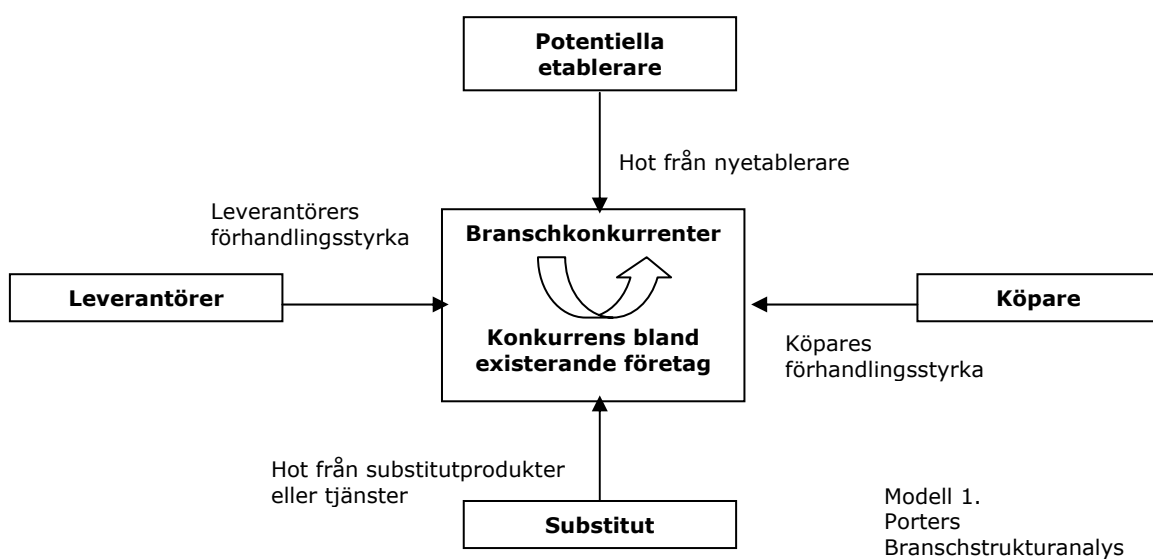 Potentiella
etablerare
Hot från nyetablerare
Leverantörers
förhandlingsstyrka
Branschkonkurrenter
Leverantörer
Köpare
Konkurrens bland
existerande företag
Köpares
förhandlingsstyrka
Hot från substitutprodukter
eller tjänster
Substitut
Modell 1.
Porters
Branschstrukturanalys